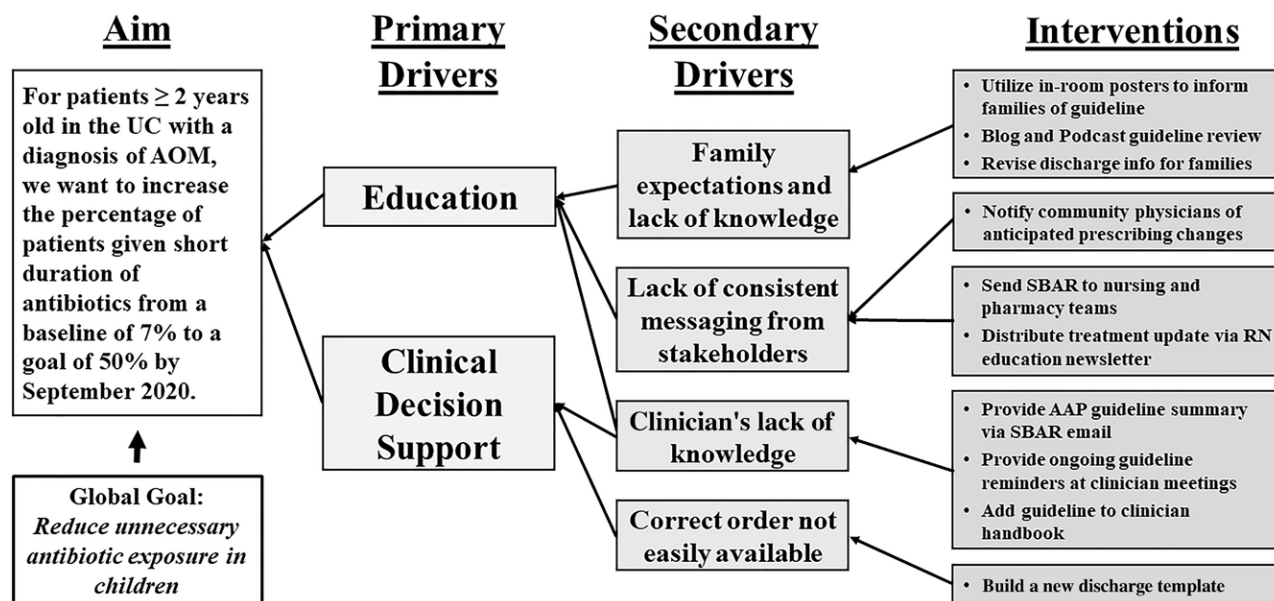 Aim
For patients ≥ 2 years
old in the UC with a
diagnosis of AOM,
we want to increase
the percentage of
patients given short
duration of
antibiotics from a
baseline of 7% to a
goal of 50% by
September 2020.
Global Goal:
Reduce unnecessary
antibiotic exposure in
children
Primary
Drivers
Education
Clinical
Decision
Support
Secondary
Drivers
Family
expectations and
lack of knowledge
Lack of consistent
messaging from
stakeholders
Clinician's lack of
knowledge
Correct order not
easily available
Interventions
• Utilize in-room posters to inform
families of guideline
• Blog and Podcast guideline review
• Revise discharge info for families
• Notify community physicians of
anticipated prescribing changes
• Send SBAR to nursing and
pharmacy teams
• Distribute treatment update via RN
education newsletter
• Provide AAP guideline summary
via SBAR email
• Provide ongoing guideline
reminders at clinician meetings
• Add guideline to clinician
handbook
• Build a new discharge template